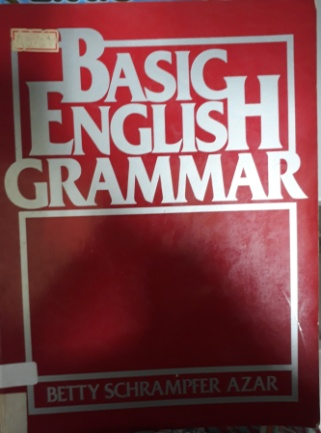 BASIC
ENGLISH
GRAMMAR
BETTY SCHRAMPFER AZAR